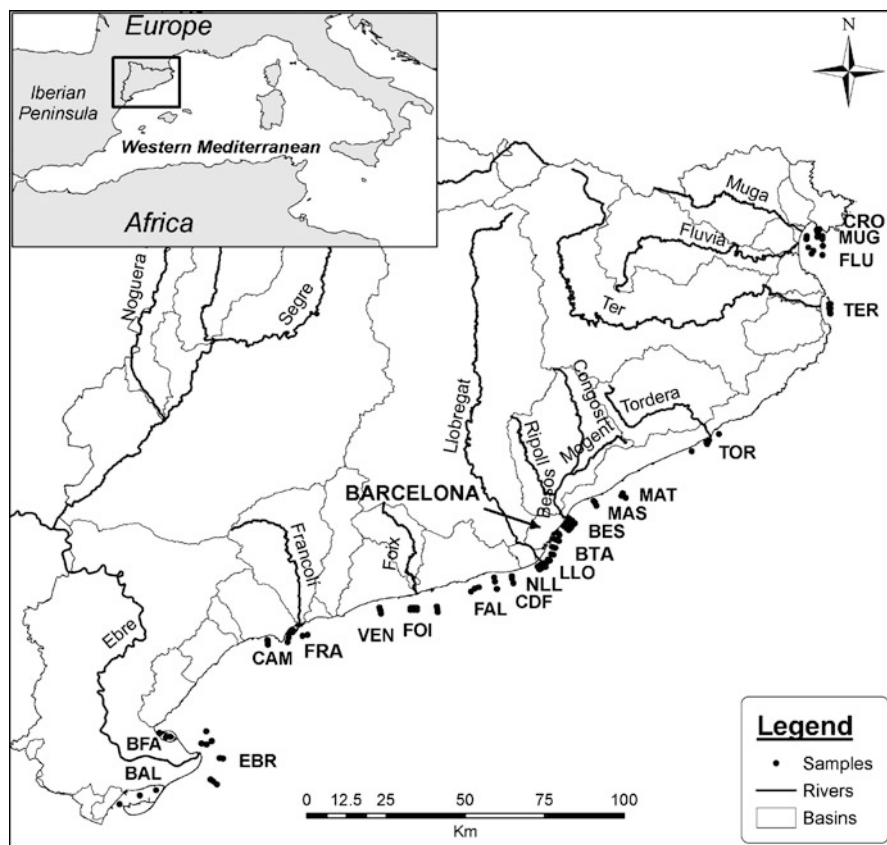 Europe
Iberian
Peninsula
Western Mediterranean
Africa
N
Muga
CRO
MUG
Fluvia
FLU
Noguera
Segre
Ter
TER
Llobregat
Congost
Tordera
Ripoll
Mogent
TOR
Besos
BARCELONA
MAT
MAS
BES
BTA
LLO
NLL
CDF
FAL
Francolí
Foix
VEN
FOI
CAM
FRA
Ebre
BFA
EBR
BAL
0 12.5 25 50 75 100
Km
Legend
Samples
Rivers
Basins